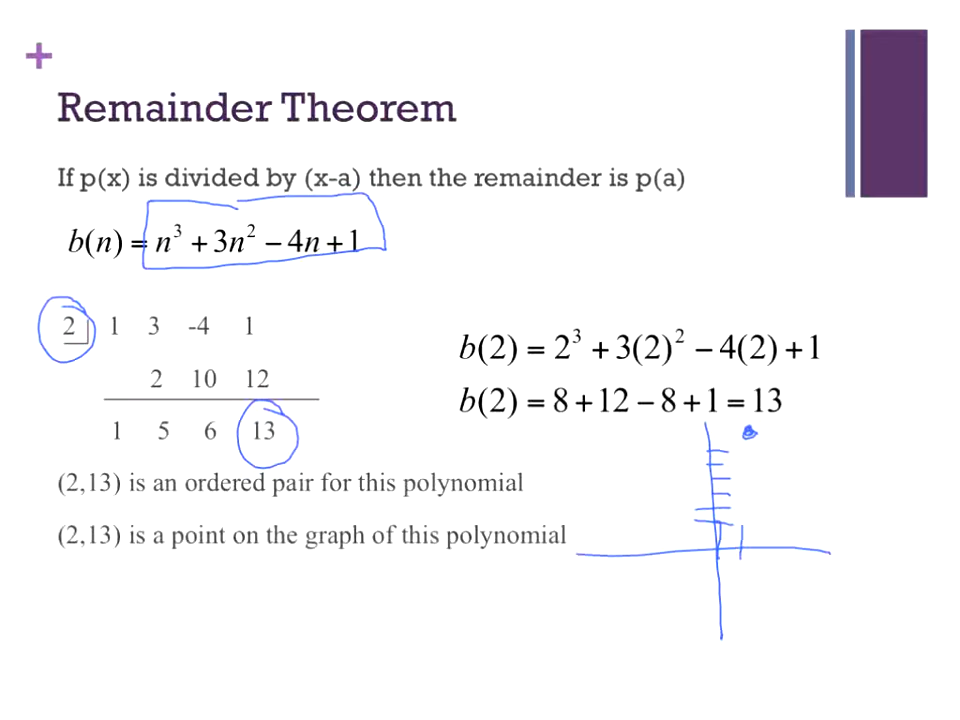 +
Remainder Theorem
If p(x) is divided by (x-a) then the remainder is p(a)
b(n) = n³ + 3n² − 4n + 1
2 1 3 -4 1
2 10 12
1 5 6 13
b(2) = 2³ + 3(2)² − 4(2) + 1
b(2) = 8 + 12 − 8 + 1 = 13
(2,13) is an ordered pair for this polynomial
(2,13) is a point on the graph of this polynomial